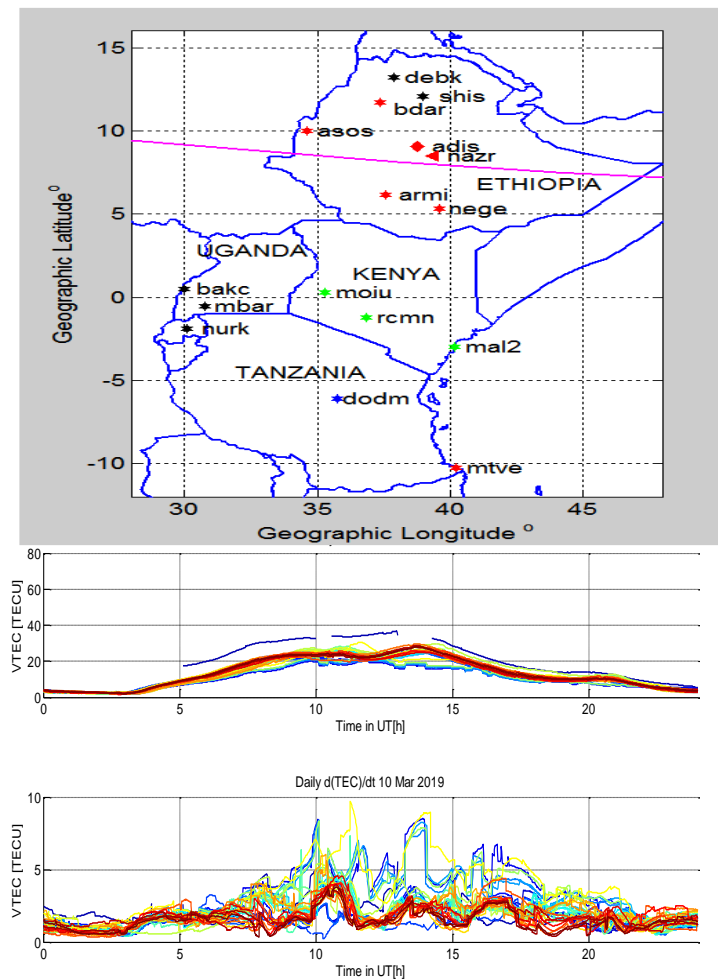 15
debk
shis
bdar
10
asos
adis
nazr
ETHIOPIA
armi
nege
5
UGANDA
KENYA
bakc
moiu
0
mbar
rcmn
nurk
mal2
TANZANIA
-5
dodm
-10
mtve
30 35 40 45
Geographic Latitude o
Geographic Longitude o
80
60
40
20
0
VTEC [TECU]
0 5 10 15 20
Time in UT[h]
Daily d(TEC)/dt 10 Mar 2019
10
5
0
VTEC [TECU]
0 5 10 15 20
Time in UT[h]